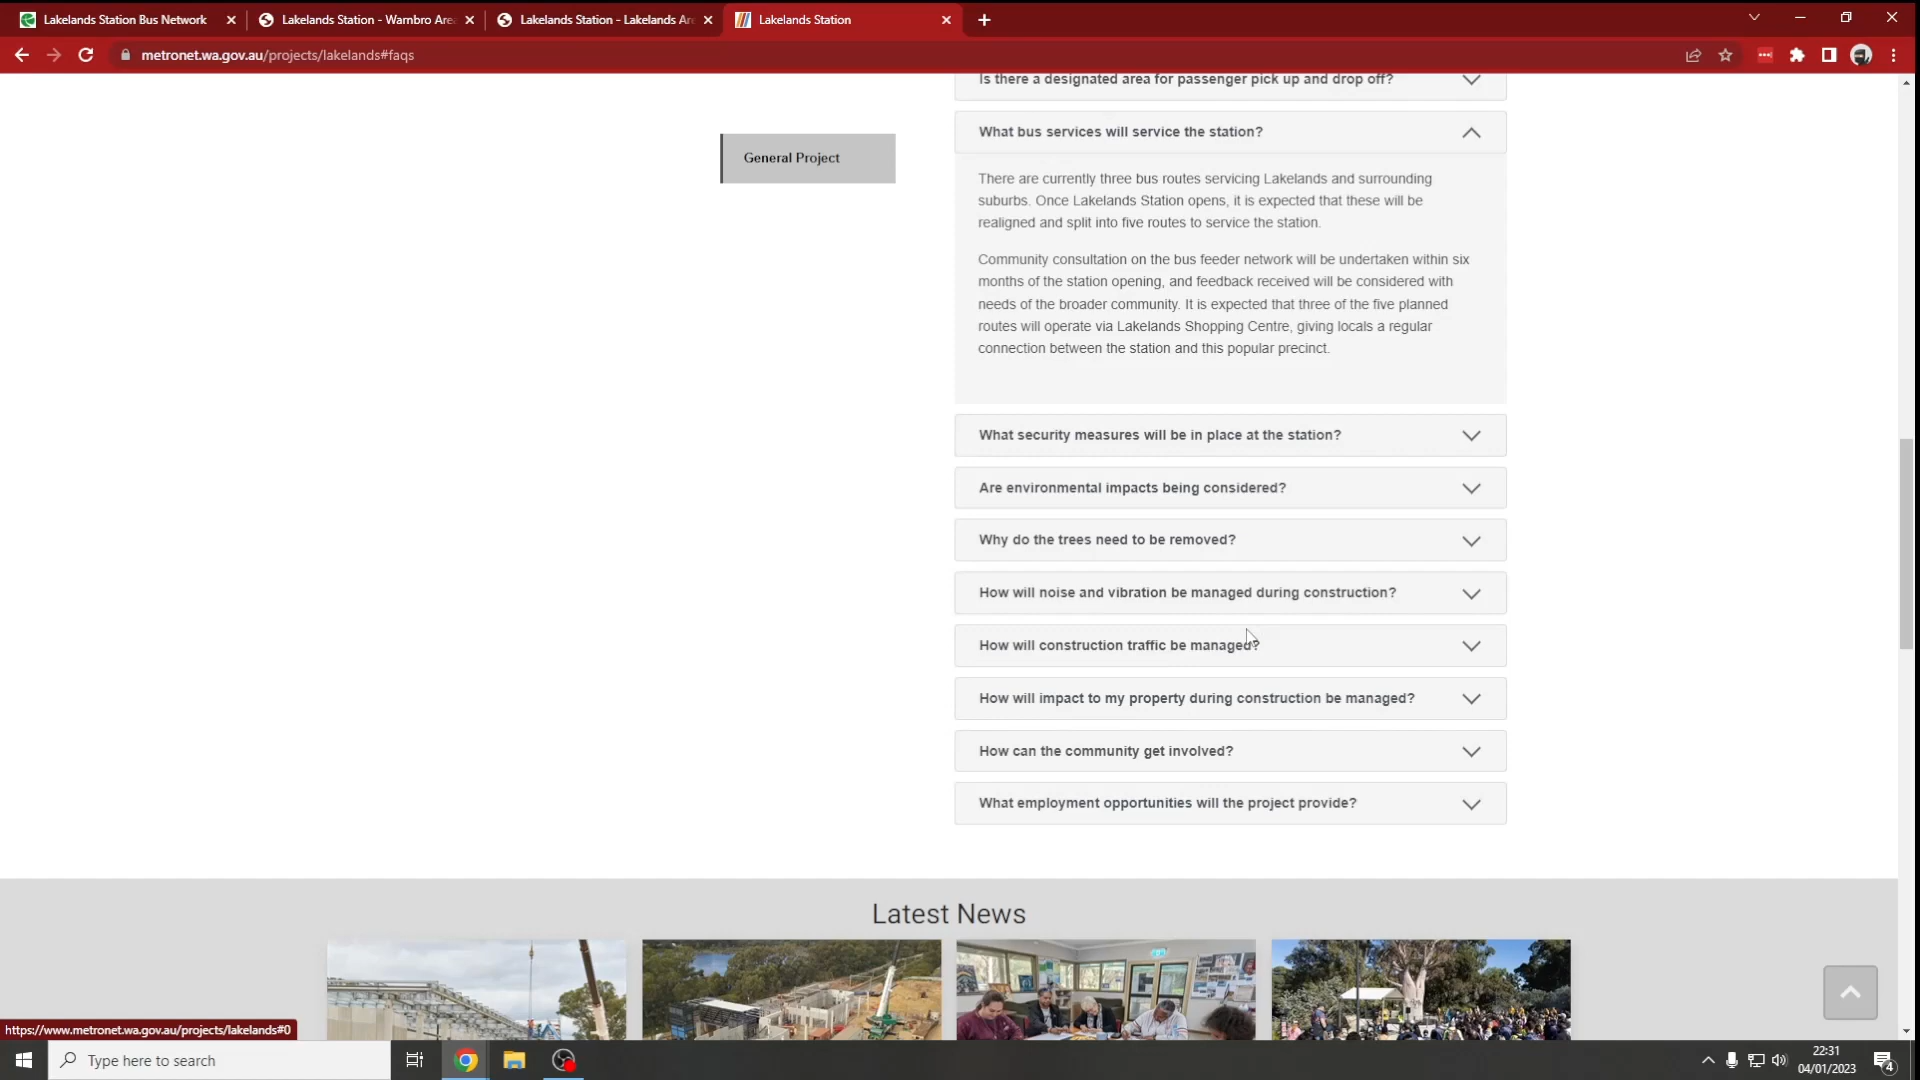 Lakelands Station Bus Network
Lakelands Station - Warnbro Area
Lakelands Station - Lakelands Are
Lakelands Station
metronet.wa.gov.au/projects/lakelands#faqs
Is there a designated area for passenger pick up and drop off?
General Project
What bus services will service the station?
There are currently three bus routes servicing Lakelands and surrounding
suburbs. Once Lakelands Station opens, it is expected that these will be
realigned and split into five routes to service the station.
Community consultation on the bus feeder network will be undertaken within six
months of the station opening, and feedback received will be considered with
needs of the broader community. It is expected that three of the five planned
routes will operate via Lakelands Shopping Centre, giving locals a regular
connection between the station and this popular precinct.
What security measures will be in place at the station?
Are environmental impacts being considered?
Why do the trees need to be removed?
How will noise and vibration be managed during construction?
How will construction traffic be managed?
How will impact to my property during construction be managed?
How can the community get involved?
What employment opportunities will the project provide?
Latest News
https://www.metronet.wa.gov.au/projects/lakelands#0
Type here to search
22:31
04/01/2023
4